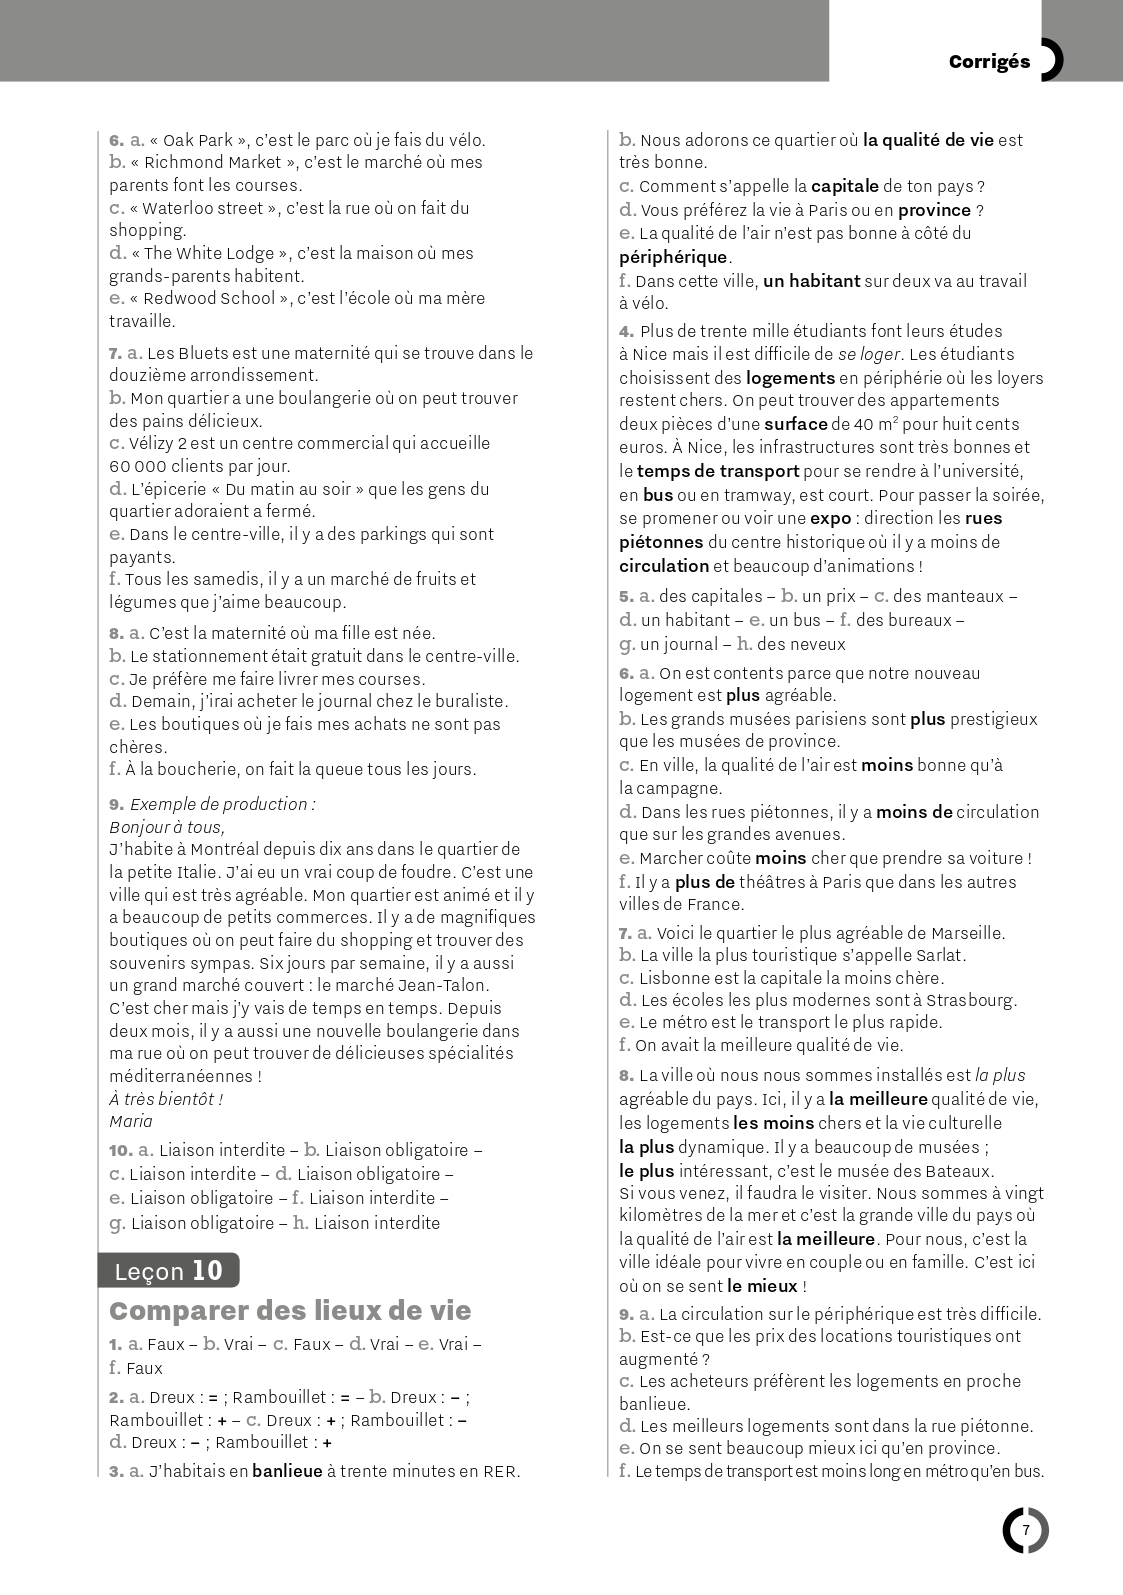 Corrigés
6. a. « Oak Park », c’est le parc où je fais du vélo.
b. « Richmond Market », c’est le marché où mes
parents font les courses.
c. « Waterloo street », c’est la rue où on fait du
shopping.
d. « The White Lodge », c’est la maison où mes
grands-parents habitent.
e. « Redwood School », c’est l’école où ma mère
travaille.
7. a. Les Bluets est une maternité qui se trouve dans le
douzième arrondissement.
b. Mon quartier a une boulangerie où on peut trouver
des pains délicieux.
c. Vélizy 2 est un centre commercial qui accueille
60 000 clients par jour.
d. L’épicerie « Du matin au soir » que les gens du
quartier adoraient a fermé.
e. Dans le centre-ville, il y a des parkings qui sont
payants.
f. Tous les samedis, il y a un marché de fruits et
légumes que j’aime beaucoup.
8. a. C’est la maternité où ma fille est née.
b. Le stationnement était gratuit dans le centre-ville.
c. Je préfère me faire livrer mes courses.
d. Demain, j’irai acheter le journal chez le buraliste.
e. Les boutiques où je fais mes achats ne sont pas
chères.
f. À la boucherie, on fait la queue tous les jours.
9. Exemple de production :
Bonjour à tous,
J’habite à Montréal depuis dix ans dans le quartier de
la petite Italie. J’ai eu un vrai coup de foudre. C’est une
ville qui est très agréable. Mon quartier est animé et il y
a beaucoup de petits commerces. Il y a de magnifiques
boutiques où on peut faire du shopping et trouver des
souvenirs sympas. Six jours par semaine, il y a aussi
un grand marché couvert : le marché Jean-Talon.
C’est cher mais j’y vais de temps en temps. Depuis
deux mois, il y a aussi une nouvelle boulangerie dans
ma rue où on peut trouver de délicieuses spécialités
méditerranéennes !
À très bientôt !
Maria
10. a. Liaison interdite – b. Liaison obligatoire –
c. Liaison interdite – d. Liaison obligatoire –
e. Liaison obligatoire – f. Liaison interdite –
g. Liaison obligatoire – h. Liaison interdite
Leçon 10
Comparer des lieux de vie
1. a. Faux – b. Vrai – c. Faux – d. Vrai – e. Vrai –
f. Faux
2. a. Dreux : = ; Rambouillet : = – b. Dreux : – ;
Rambouillet : + – c. Dreux : + ; Rambouillet : –
d. Dreux : – ; Rambouillet : +
3. a. J’habitais en banlieue à trente minutes en RER.
b. Nous adorons ce quartier où la qualité de vie est
très bonne.
c. Comment s’appelle la capitale de ton pays ?
d. Vous préférez la vie à Paris ou en province ?
e. La qualité de l’air n’est pas bonne à côté du
périphérique.
f. Dans cette ville, un habitant sur deux va au travail
à vélo.
4. Plus de trente mille étudiants font leurs études
à Nice mais il est difficile de se loger. Les étudiants
choisissent des logements en périphérie où les loyers
restent chers. On peut trouver des appartements
deux pièces d’une surface de 40 m² pour huit cents
euros. À Nice, les infrastructures sont très bonnes et
le temps de transport pour se rendre à l’université,
en bus ou en tramway, est court. Pour passer la soirée,
se promener ou voir une expo : direction les rues
piétonnes du centre historique où il y a moins de
circulation et beaucoup d’animations !
5. a. des capitales – b. un prix – c. des manteaux –
d. un habitant – e. un bus – f. des bureaux –
g. un journal – h. des neveux
6. a. On est contents parce que notre nouveau
logement est plus agréable.
b. Les grands musées parisiens sont plus prestigieux
que les musées de province.
c. En ville, la qualité de l’air est moins bonne qu’à
la campagne.
d. Dans les rues piétonnes, il y a moins de circulation
que sur les grandes avenues.
e. Marcher coûte moins cher que prendre sa voiture !
f. Il y a plus de théâtres à Paris que dans les autres
villes de France.
7. a. Voici le quartier le plus agréable de Marseille.
b. La ville la plus touristique s’appelle Sarlat.
c. Lisbonne est la capitale la moins chère.
d. Les écoles les plus modernes sont à Strasbourg.
e. Le métro est le transport le plus rapide.
f. On avait la meilleure qualité de vie.
8. La ville où nous nous sommes installés est la plus
agréable du pays. Ici, il y a la meilleure qualité de vie,
les logements les moins chers et la vie culturelle
la plus dynamique. Il y a beaucoup de musées ;
le plus intéressant, c’est le musée des Bateaux.
Si vous venez, il faudra le visiter. Nous sommes à vingt
kilomètres de la mer et c’est la grande ville du pays où
la qualité de l’air est la meilleure. Pour nous, c’est la
ville idéale pour vivre en couple ou en famille. C’est ici
où on se sent le mieux !
9. a. La circulation sur le périphérique est très difficile.
b. Est-ce que les prix des locations touristiques ont
augmenté ?
c. Les acheteurs préfèrent les logements en proche
banlieue.
d. Les meilleurs logements sont dans la rue piétonne.
e. On se sent beaucoup mieux ici qu’en province.
f. Le temps de transport est moins long en métro qu’en bus.
7